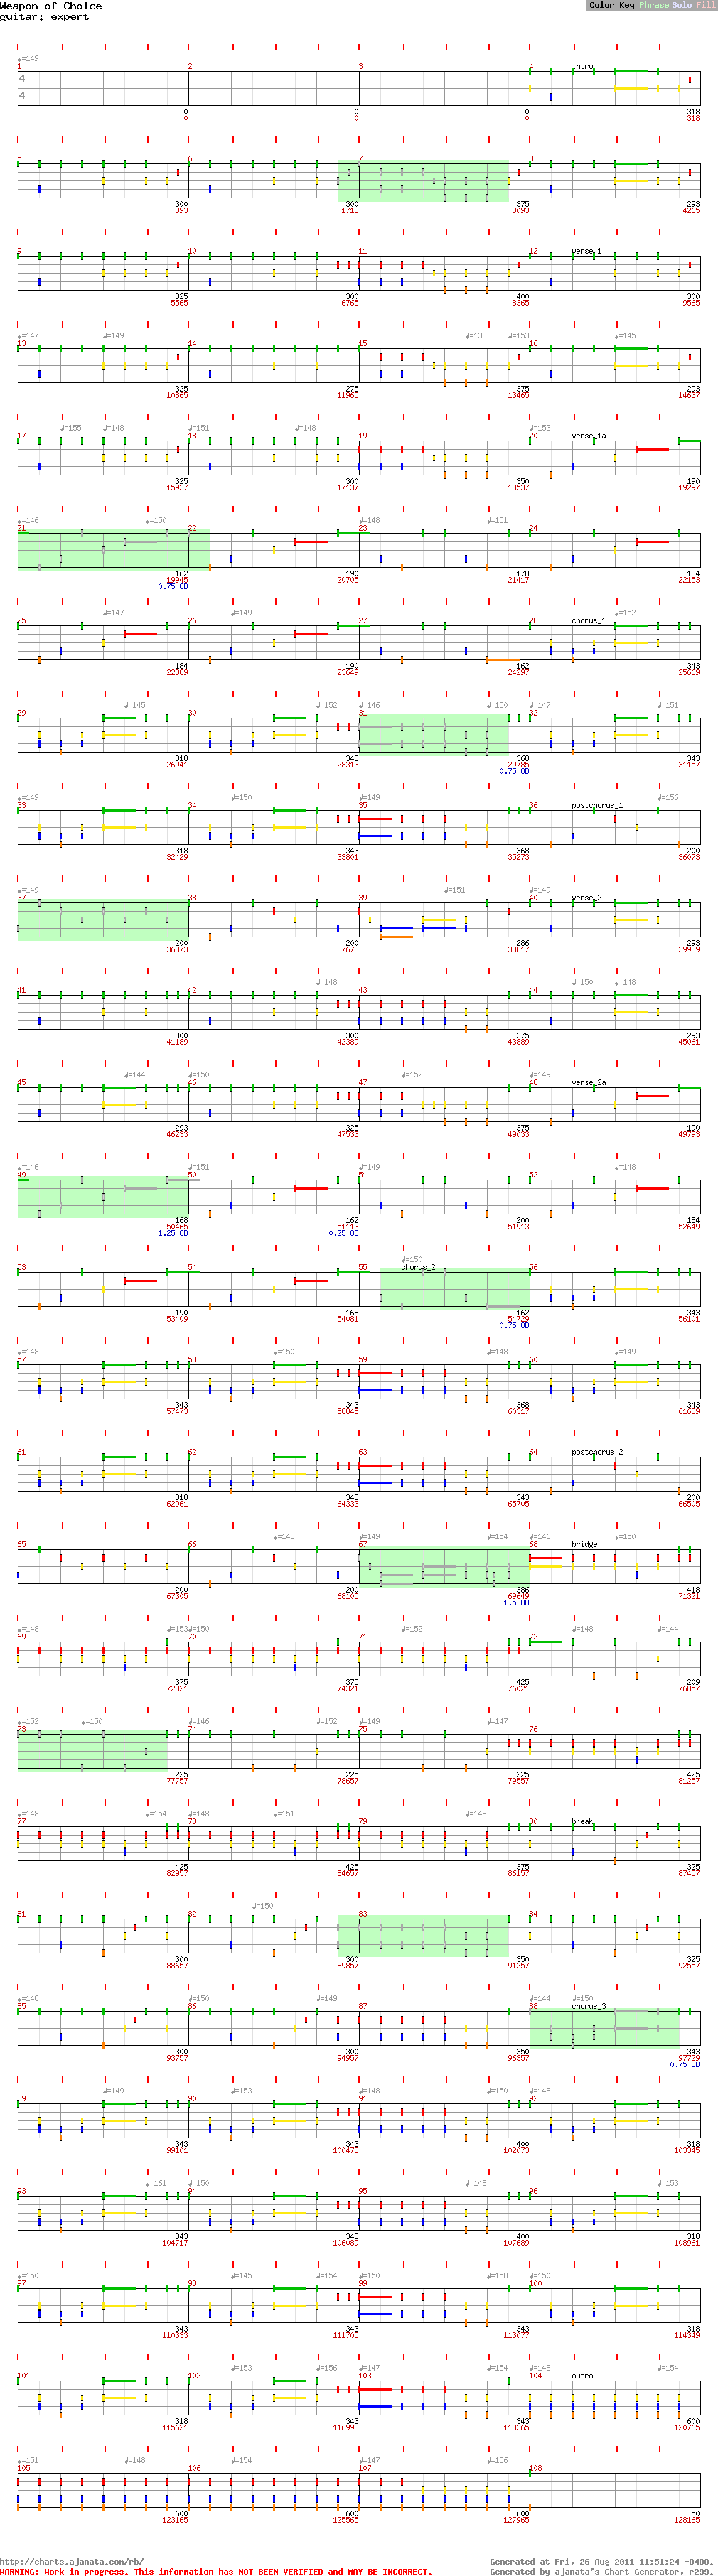 Weapon of Choice
guitar: expert
Color Key Phrase Solo Fill
♩=149
1 2 3 4 intro
0 0 0 318
0 0 0 318
5 6 7 8
300 300 375 293
893 1718 3093 4265
9 10 11 12 verse_1
325 300 400 300
5565 6765 8365 9565
♩=147 ♩=149 ♩=138 ♩=153 ♩=145
13 14 15 16
325 275 375 293
10865 11965 13465 14637
♩=155 ♩=148 ♩=151 ♩=148 ♩=153
17 18 19 20 verse_1a
325 300 350 190
15937 17137 18537 19297
♩=146 ♩=150 ♩=148 ♩=151
21 22 23 24
162 190 178 184
19945 20705 21417 22153
0.75 OD
♩=147 ♩=149 ♩=152
25 26 27 28 chorus_1
184 190 162 343
22889 23649 24297 25669
♩=145 ♩=152 ♩=146 ♩=150 ♩=147 ♩=151
29 30 31 32
318 343 368 343
26941 28313 29785 31157
0.75 OD
♩=149 ♩=150 ♩=149 ♩=150 ♩=156
33 34 35 36 postchorus_1
318 343 368 200
32429 33801 35273 36073
♩=149 ♩=151 ♩=149
37 38 39 40 verse_2
200 200 286 293
36873 37673 38817 39989
♩=148 ♩=150 ♩=148
41 42 43 44
300 300 375 293
41189 42389 43889 45061
♩=144 ♩=150 ♩=152 ♩=149
45 46 47 48 verse_2a
293 325 375 190
46233 47533 49033 49793
♩=146 ♩=151 ♩=149 ♩=148
49 50 51 52
168 162 200 184
50465 51113 51913 52649
1.25 OD 0.25 OD
♩=150
53 54 55 chorus_2 56
190 168 162 343
53409 54081 54729 56101
0.75 OD
♩=148 ♩=150 ♩=148 ♩=149
57 58 59 60
343 343 368 343
57473 58845 60317 61689
61 62 63 64 postchorus_2
318 343 343 200
62961 64333 65705 66505
♩=148 ♩=149 ♩=154 ♩=146 ♩=150
65 66 67 68 bridge
200 200 386 418
67305 68105 69649 71321
1.5 OD
♩=148 ♩=153 ♩=150 ♩=152 ♩=148 ♩=144
69 70 71 72
375 375 425 209
72821 74321 76021 76857
♩=152 ♩=150 ♩=146 ♩=152 ♩=149 ♩=147
73 74 75 76
225 225 225 425
77757 78657 79557 81257
♩=148 ♩=154 ♩=148 ♩=151 ♩=148
77 78 79 80 break
425 425 375 325
82957 84657 86157 87457
♩=150
81 82 83 84
300 300 350 325
88657 89857 91257 92557
♩=148 ♩=150 ♩=149 ♩=144 ♩=150
85 86 87 88 chorus_3
300 300 350 343
93757 94957 96357 97729
0.75 OD
♩=149 ♩=153 ♩=148 ♩=150 ♩=148
89 90 91 92
343 343 400 318
99101 100473 102073 103345
♩=161 ♩=150 ♩=148 ♩=153
93 94 95 96
343 343 400 318
104717 106089 107689 108961
♩=150 ♩=145 ♩=154 ♩=150 ♩=158 ♩=150
97 98 99 100
343 343 343 318
110333 111705 113077 114349
♩=153 ♩=156 ♩=147 ♩=154 ♩=148 ♩=154
101 102 103 104 outro
318 343 343 600
115621 116993 118365 120765
♩=151 ♩=148 ♩=154 ♩=147 ♩=156
105 106 107 108
600 600 600 50
123165 125565 127965 128165
http://charts.ajanata.com/rb/ Generated at Fri, 26 Aug 2011 11:51:24 -0400.
WARNING: Work in progress. This information has NOT BEEN VERIFIED and MAY BE INCORRECT. Generated by ajanata's Chart Generator, r299.